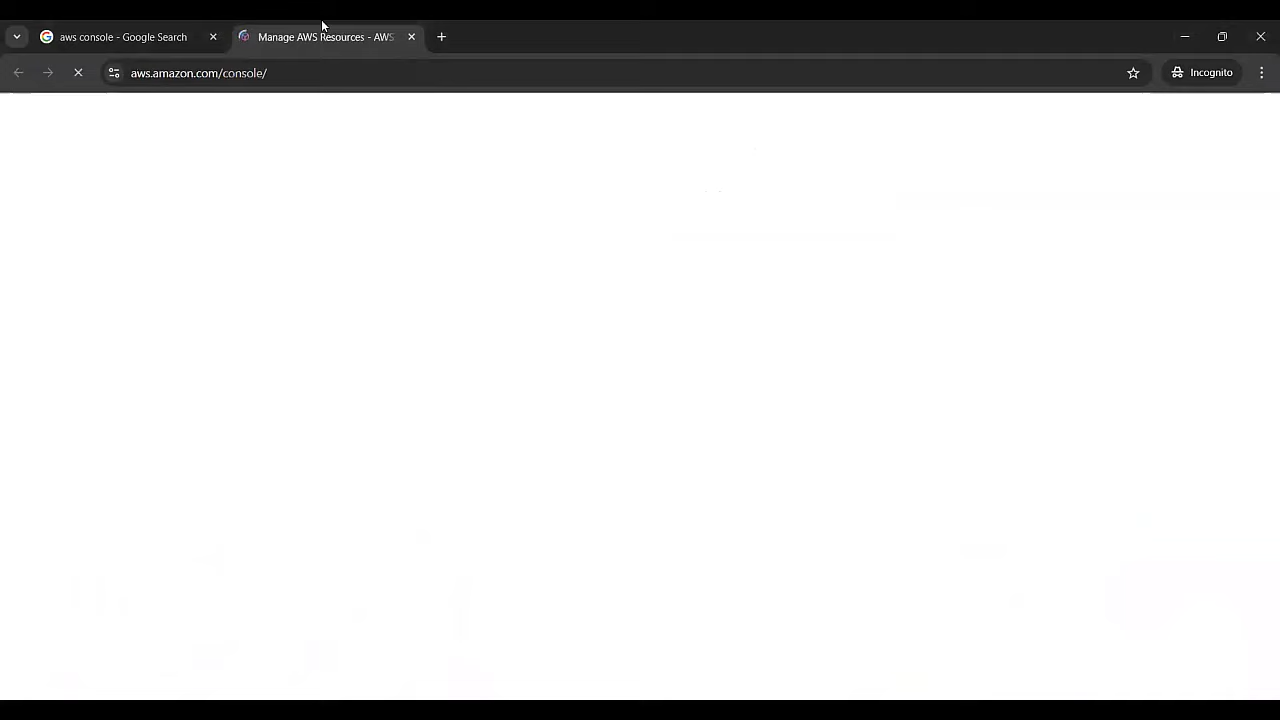 aws console - Google Search
Manage AWS Resources - AWS
aws.amazon.com/console/
Incognito